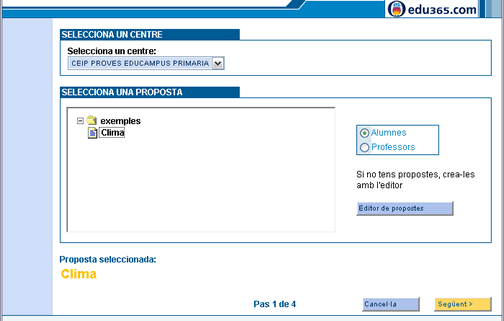 edu365.com
SELECCIONA UN CENTRE
Selecciona un centre:
CEIP PROVES EDUCAMPUS PRIMARIA
SELECCIONA UNA PROPOSTA
exemples
Clima
Alumnes
Professors
Si no tens propostes, crea-les
amb l'editor
Editor de propostes
Proposta seleccionada:
Clima
Pas 1 de 4
Cancel·la
Següent >